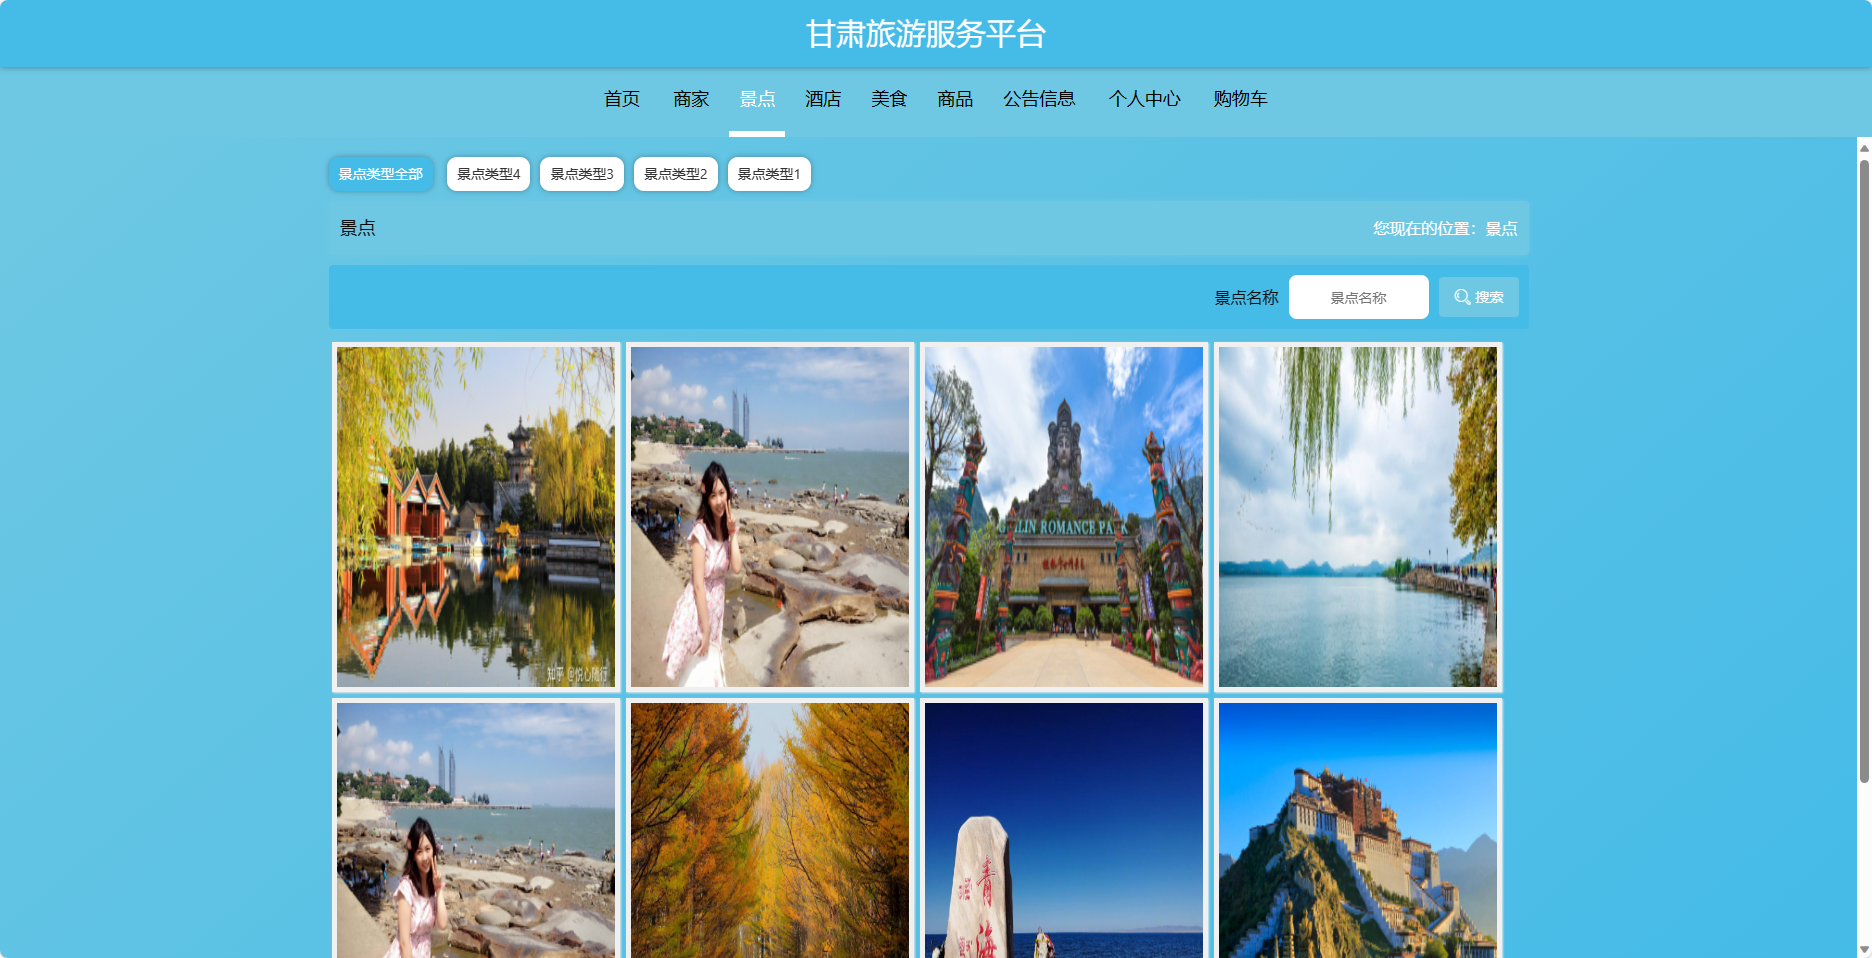 甘肃旅游服务平台
首页 商家 景点 酒店 美食 商品 公告信息 个人中心 购物车
景点类型全部 景点类型4 景点类型3 景点类型2 景点类型1
景点 您现在的位置：景点
景点名称 景点名称 搜索
GUILIN ROMANCE PARK
知乎 @悦心随行
青海